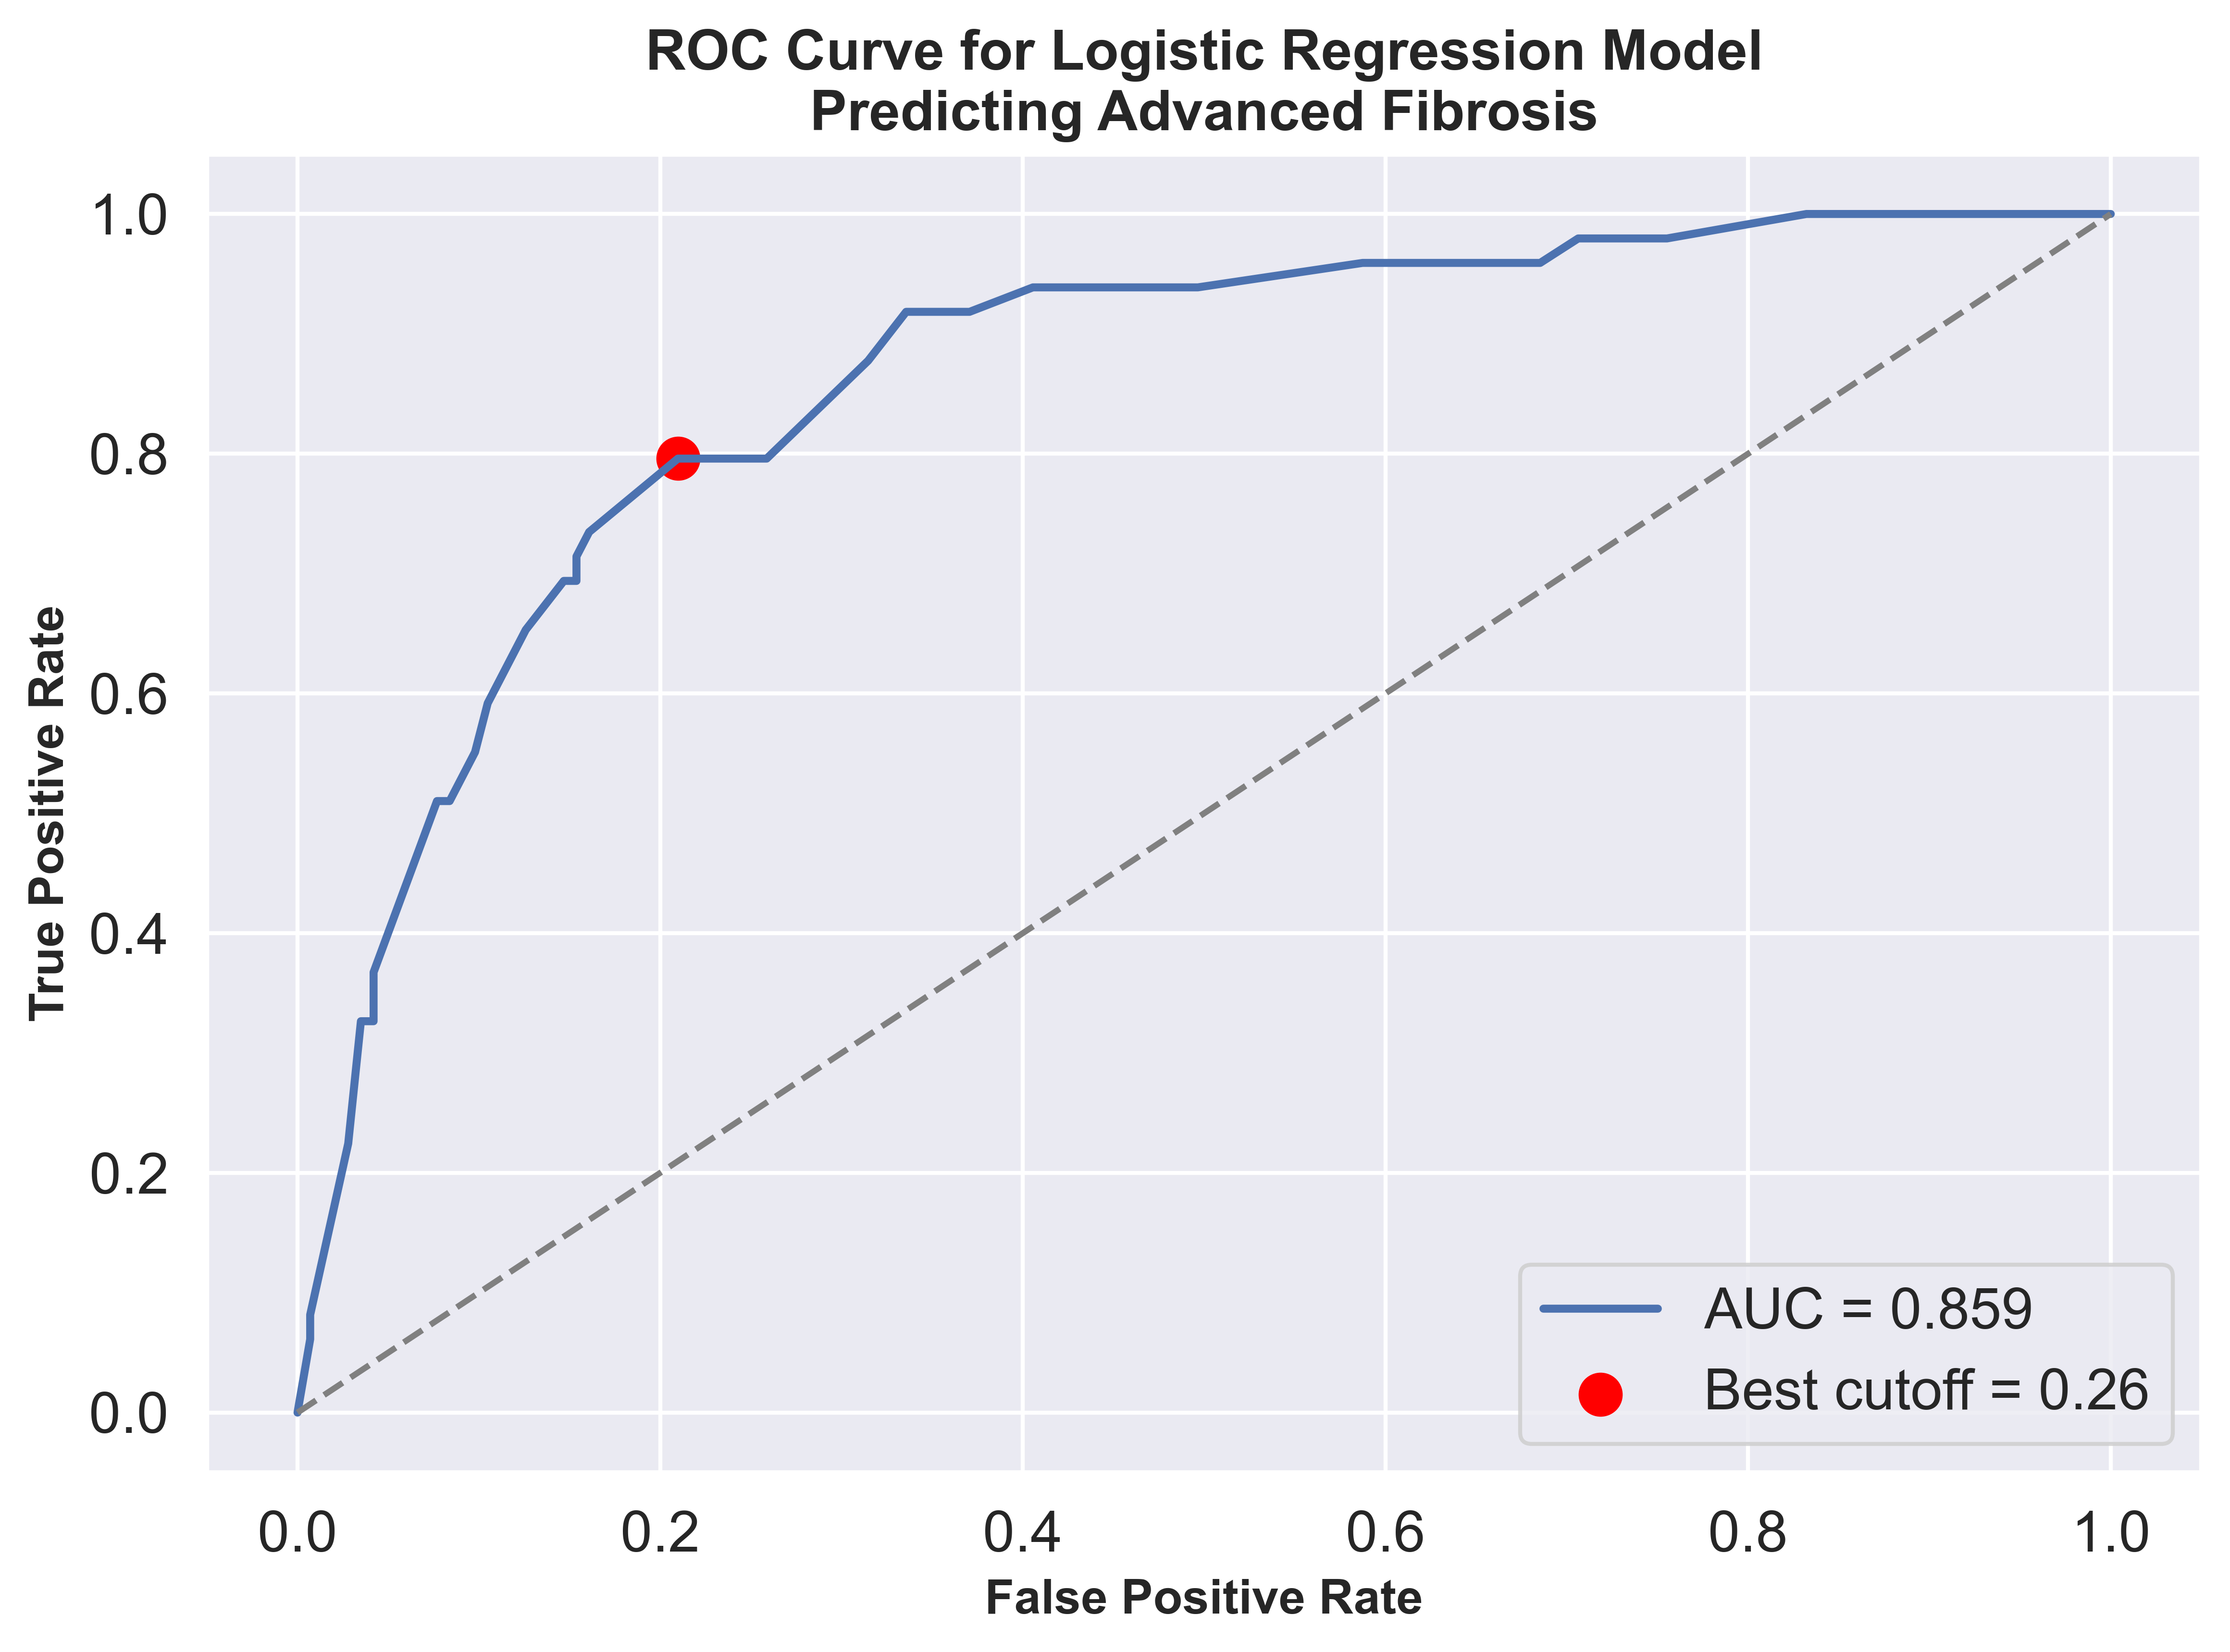 ROC Curve for Logistic Regression Model
Predicting Advanced Fibrosis
1.0
0.8
0.6
0.4
0.2
0.0
True Positive Rate
0.0 0.2 0.4 0.6 0.8 1.0
False Positive Rate
AUC = 0.859
Best cutoff = 0.26